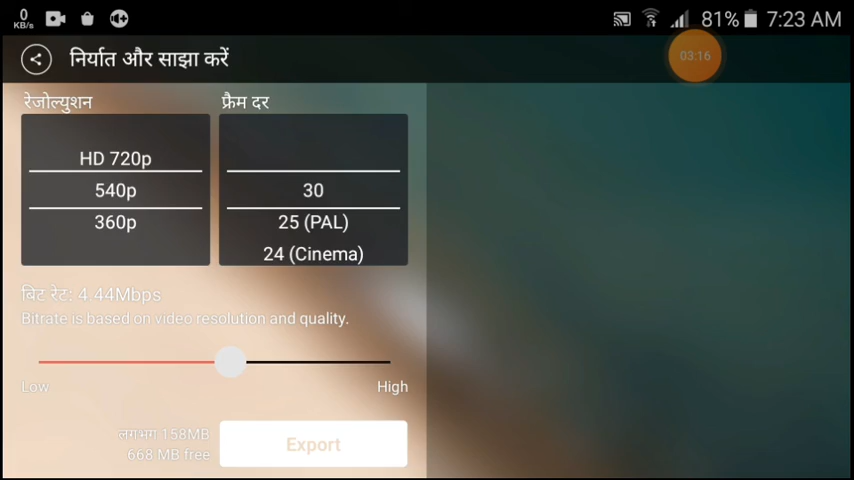 0
KB/s
81% 7:23 AM
निर्यात और साझा करें
03:16
रेजोल्युशन
फ्रैम दर
HD 720p
540p
360p
30
25 (PAL)
24 (Cinema)
बिट रेट: 4.44Mbps
Bitrate is based on video resolution and quality.
Low
High
लगभग 158MB
668 MB free
Export